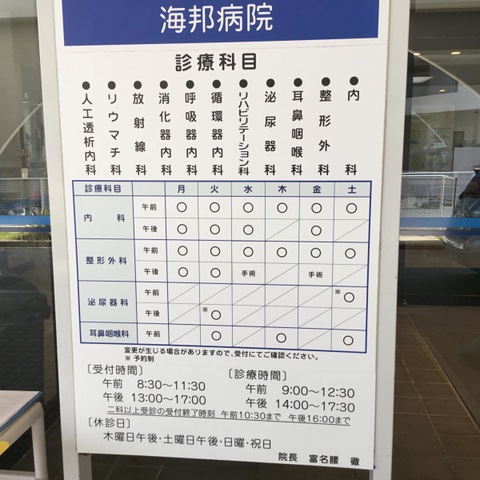 海邦病院
診療科目
●内科
●整形外科
●耳鼻咽喉科
●泌尿器科
●リハビリテーション科
●循環器内科
●呼吸器内科
●消化器内科
●放射線科
●リウマチ科
●人工透析内科
診療科目 月 火 水 木 金 土
内科 午前 ○ ○ ○ ○ ○ ○
午後 ○ ○ ○ ／ ○ ／
整形外科 午前 ○ ○ ○ ○ ○ ○
午後 ○ ○ 手術 ／ 手術 ／
泌尿器科 午前 ／ ／ ／ ／ ／ ※○
午後 ／ ※○ ／ ／ ／ ／
耳鼻咽喉科 午前 ／ ○ ／ ○ ／ ○
変更が生じる場合がありますので、受付にてご確認ください。
※ 予約制
〔受付時間〕
午前 8:30～11:30
午後 13:00～17:00
〔診療時間〕
午前 9:00～12:30
午後 14:00～17:30
二科以上受診の受付終了時刻 午前10:30まで 午後16:00まで
〔休診日〕
木曜日午後・土曜日午後・日曜・祝日
院長 富名腰 徹